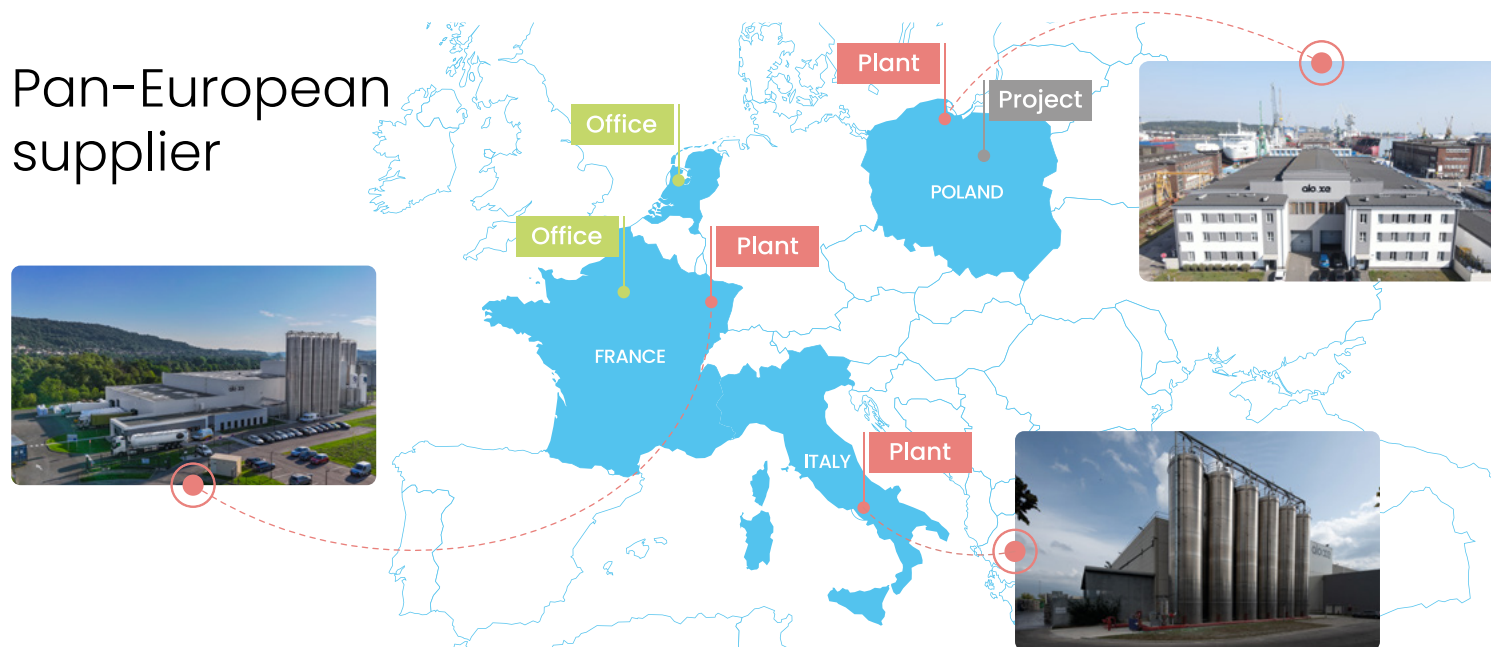 Pan-European
supplier
Plant
Project
Office
POLAND
Office
Plant
FRANCE
ITALY
Plant